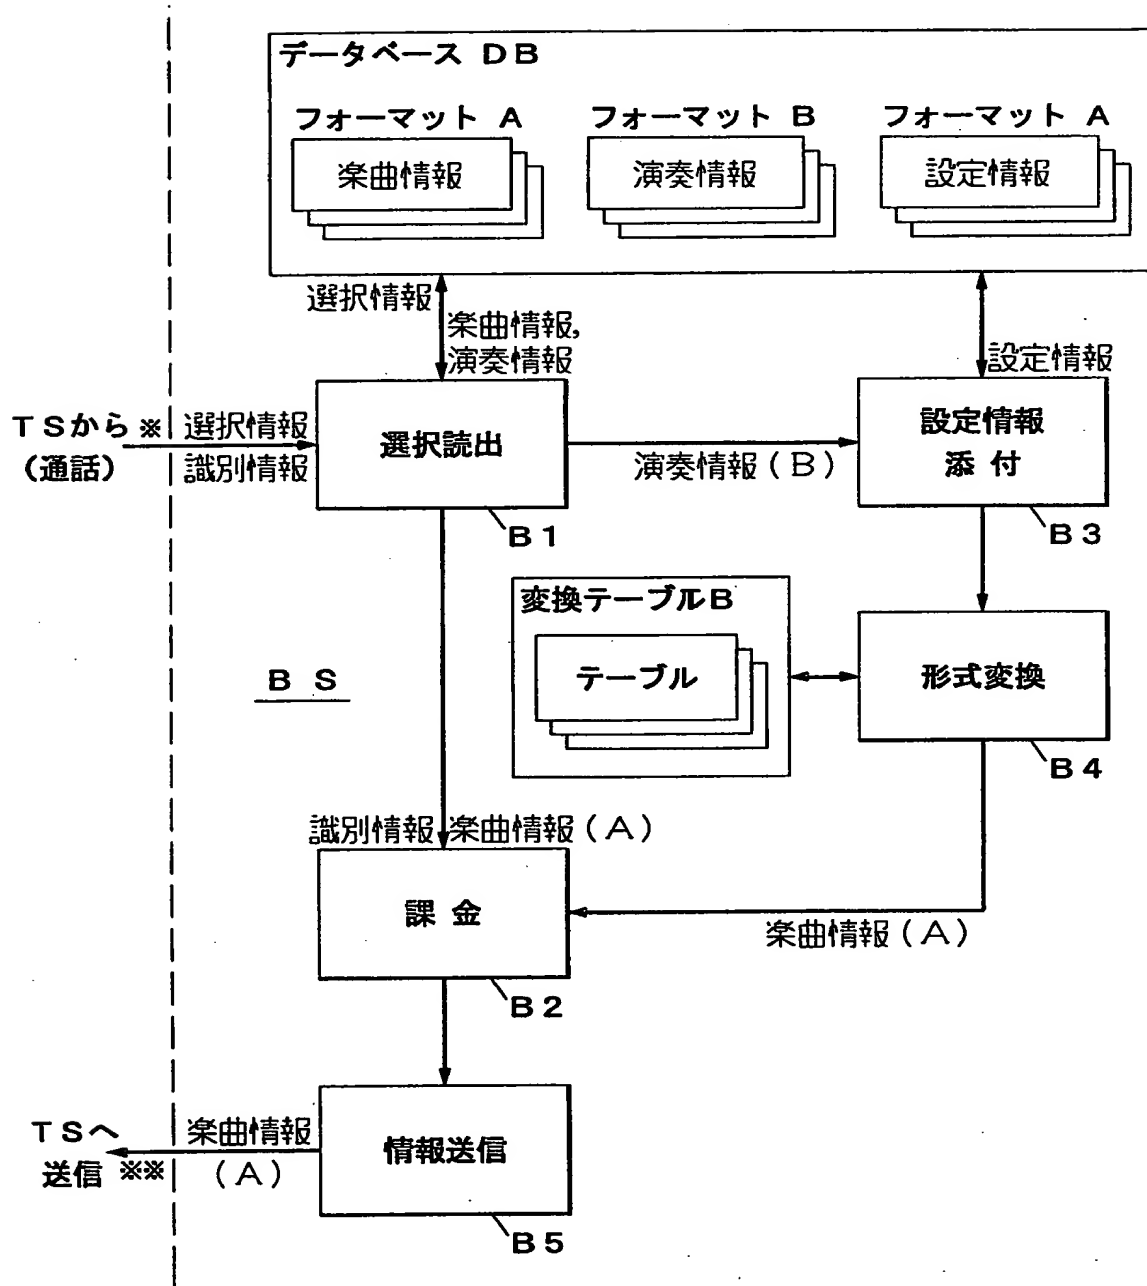 データベース DB
フォーマット A
フォーマット B
フォーマット A
楽曲情報
演奏情報
設定情報
選択情報
楽曲情報,
演奏情報
設定情報
TSから ※
(通話)
選択情報
識別情報
選択読出
演奏情報(B)
設定情報
添 付
B1
B3
変換テーブルB
テーブル
形式変換
B S
B4
識別情報
楽曲情報(A)
課 金
楽曲情報(A)
B2
TSへ
送信 ※※
楽曲情報
(A)
情報送信
B5